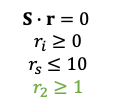 𝐒 · 𝐫 = 0
rᵢ ≥ 0
rₛ ≤ 10
r₂ ≥ 1